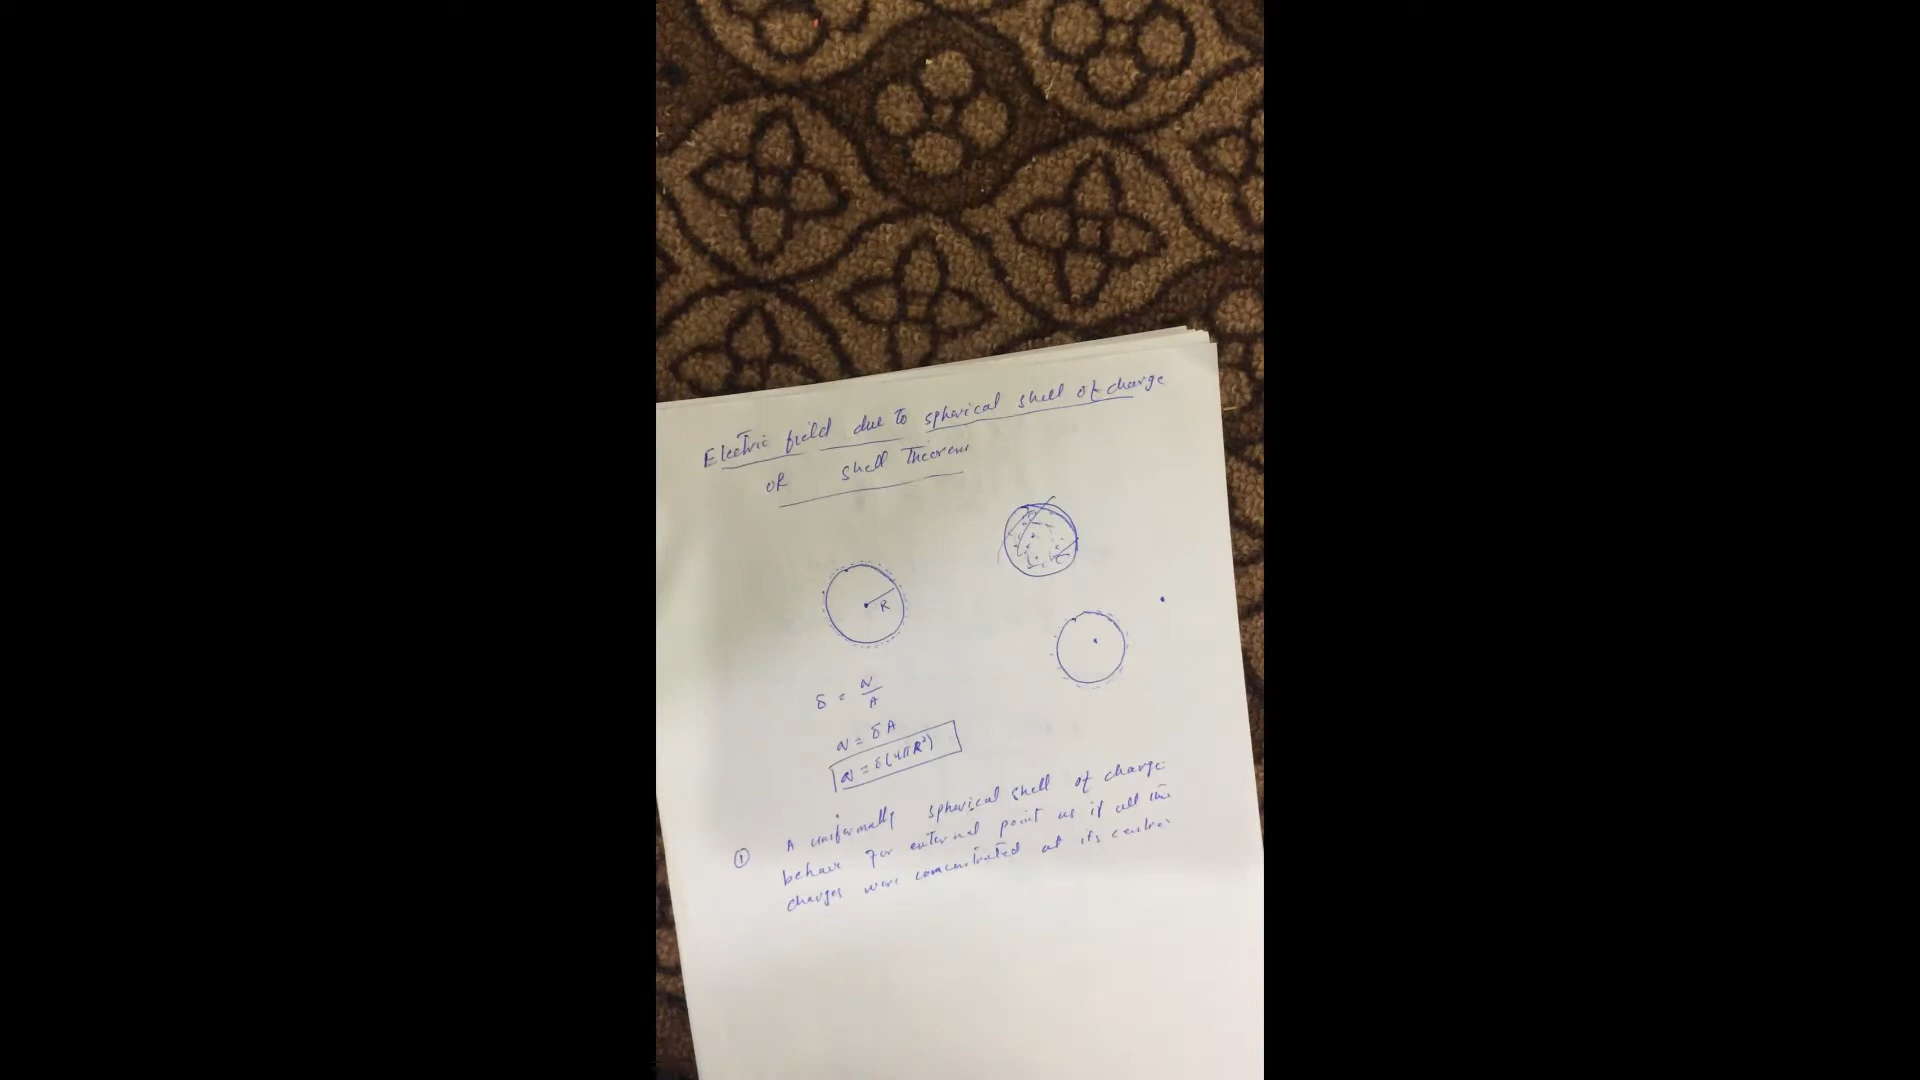 Electric field due to spherical shell of charge
OR shell Theorem
R
δ = q/A
q = δA
q = δ(4πR²)
① A uniformally spherical shell of charge
behave for external point as if all the
charges were concentrated at its centre